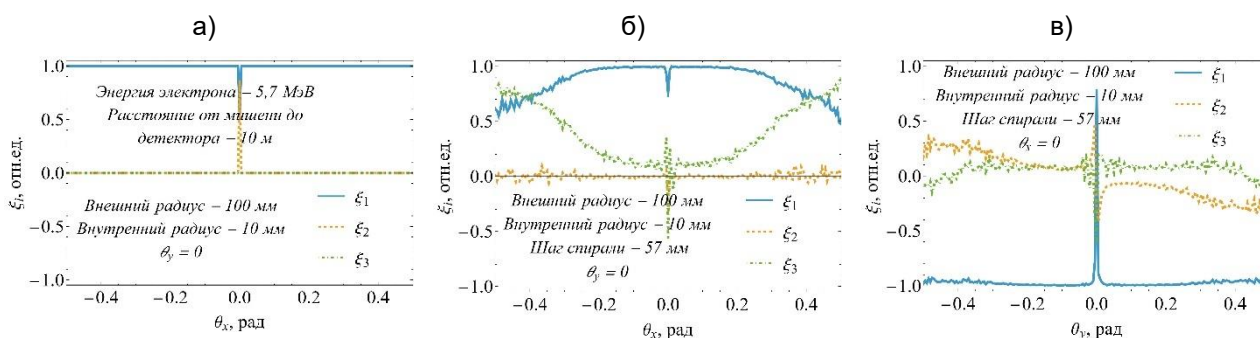 а)
1.0
Энергия электрона – 5,7 МэВ
Расстояние от мишени до
детектора – 10 м
0.5
0.0
ξi, отн.ед.
Внешний радиус – 100 мм
Внутренний радиус – 10 мм
θy = 0
ξ1
ξ2
ξ3
−0.5
−1.0
−0.4 −0.2 0.0 0.2 0.4
θx, рад
б)
1.0
0.5
0.0
ξi, отн.ед.
Внешний радиус – 100 мм
Внутренний радиус – 10 мм
Шаг спирали – 57 мм
θy = 0
ξ1
ξ2
ξ3
−0.5
−1.0
−0.4 −0.2 0.0 0.2 0.4
θx, рад
в)
1.0
Внешний радиус – 100 мм
Внутренний радиус – 10 мм
Шаг спирали – 57 мм
ξ1
ξ2
ξ3
0.5
0.0
ξi, отн.ед.
−0.5
−1.0
−0.4 −0.2 0.0 0.2 0.4
θy, рад